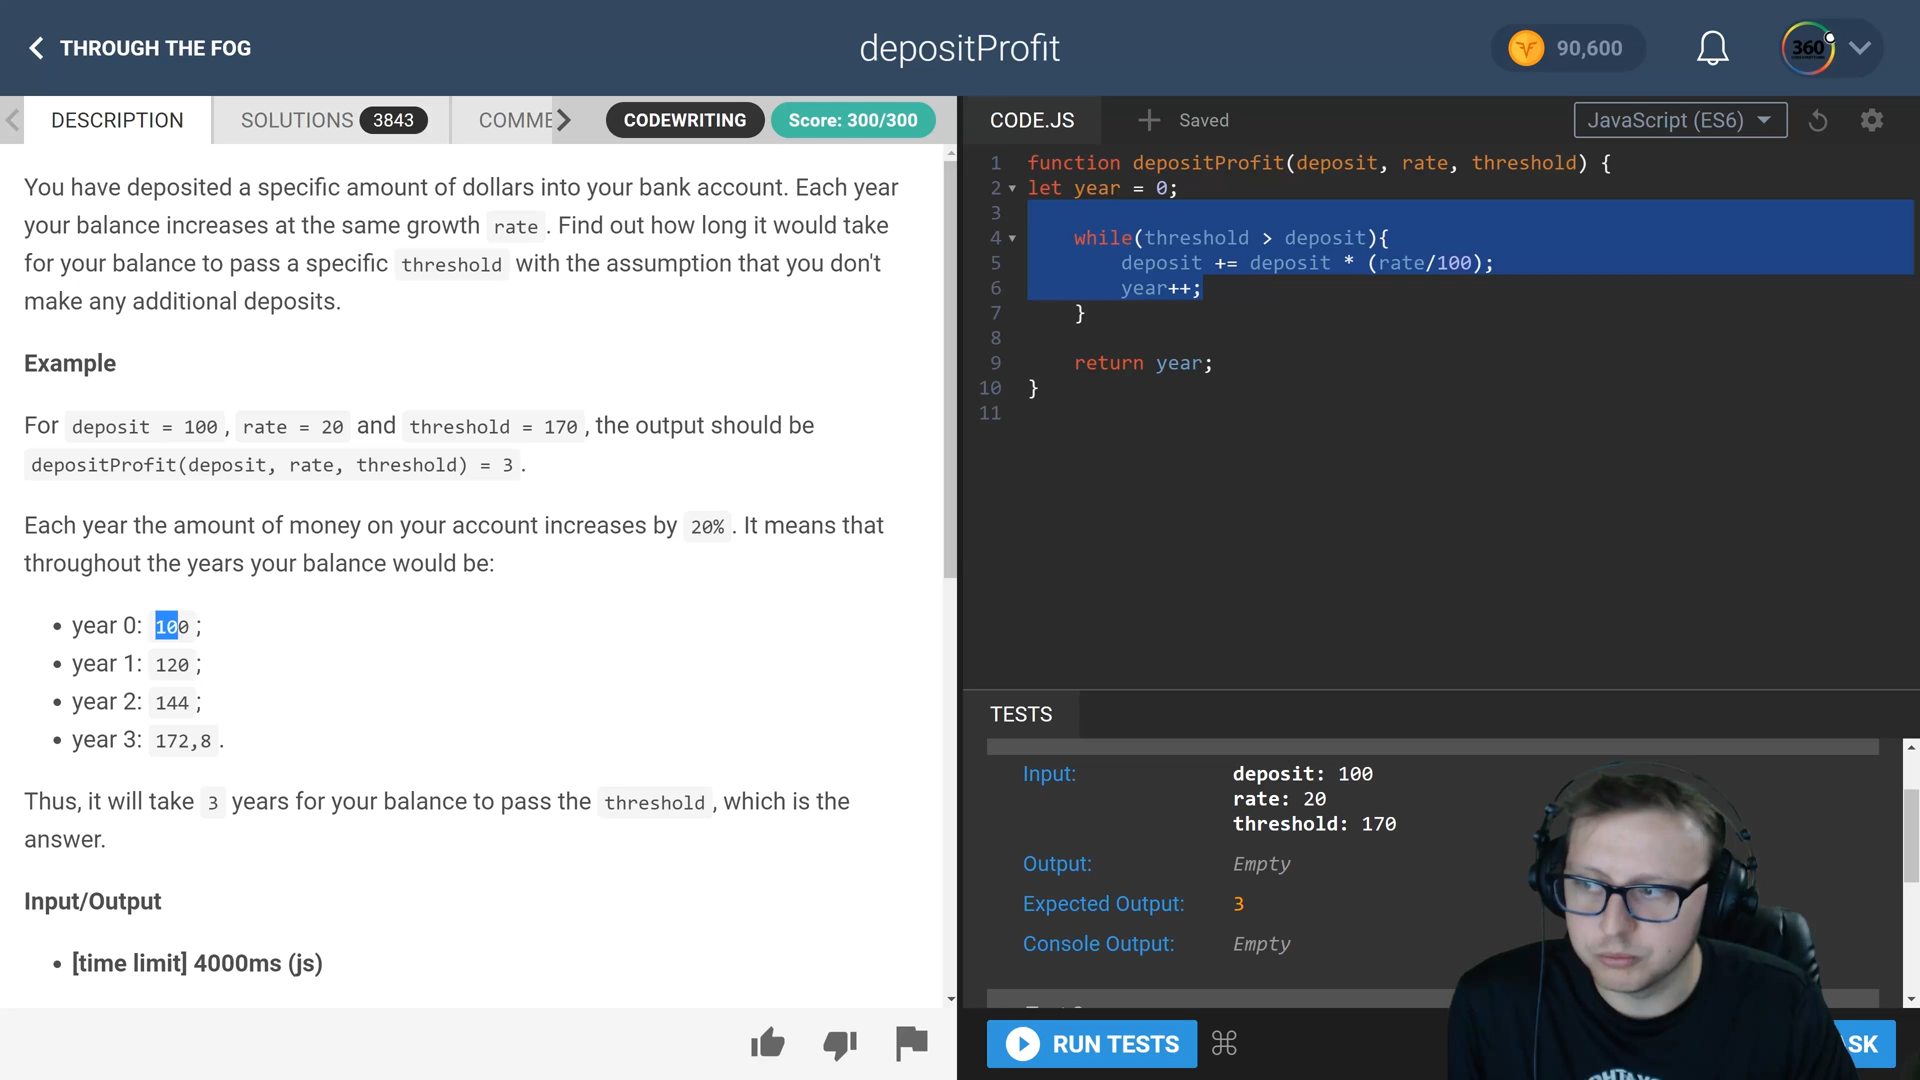 THROUGH THE FOG
depositProfit
90,600
360
DESCRIPTION
SOLUTIONS 3843
COMME
CODEWRITING
Score: 300/300
You have deposited a specific amount of dollars into your bank account. Each year
your balance increases at the same growth rate . Find out how long it would take
for your balance to pass a specific threshold with the assumption that you don't
make any additional deposits.
Example
For deposit = 100 , rate = 20 and threshold = 170 , the output should be
depositProfit(deposit, rate, threshold) = 3 .
Each year the amount of money on your account increases by 20% . It means that
throughout the years your balance would be:
• year 0: 100 ;
• year 1: 120 ;
• year 2: 144 ;
• year 3: 172,8 .
Thus, it will take 3 years for your balance to pass the threshold , which is the
answer.
Input/Output
• [time limit] 4000ms (js)
CODE.JS
Saved
JavaScript (ES6)
1 function depositProfit(deposit, rate, threshold) {
2 let year = 0;
3
4 while(threshold > deposit){
5 deposit += deposit * (rate/100);
6 year++;
7 }
8
9 return year;
10 }
11
TESTS
Input: deposit: 100
rate: 20
threshold: 170
Output: Empty
Expected Output: 3
Console Output: Empty
RUN TESTS ⌘
SK